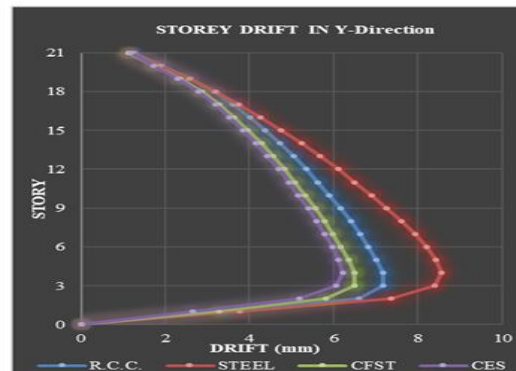 STOREY DRIFT IN Y-Direction
21
18
15
12
9
6
3
0
STORY
0 2 4 6 8 10
DRIFT (mm)
R.C.C. STEEL CFST CES